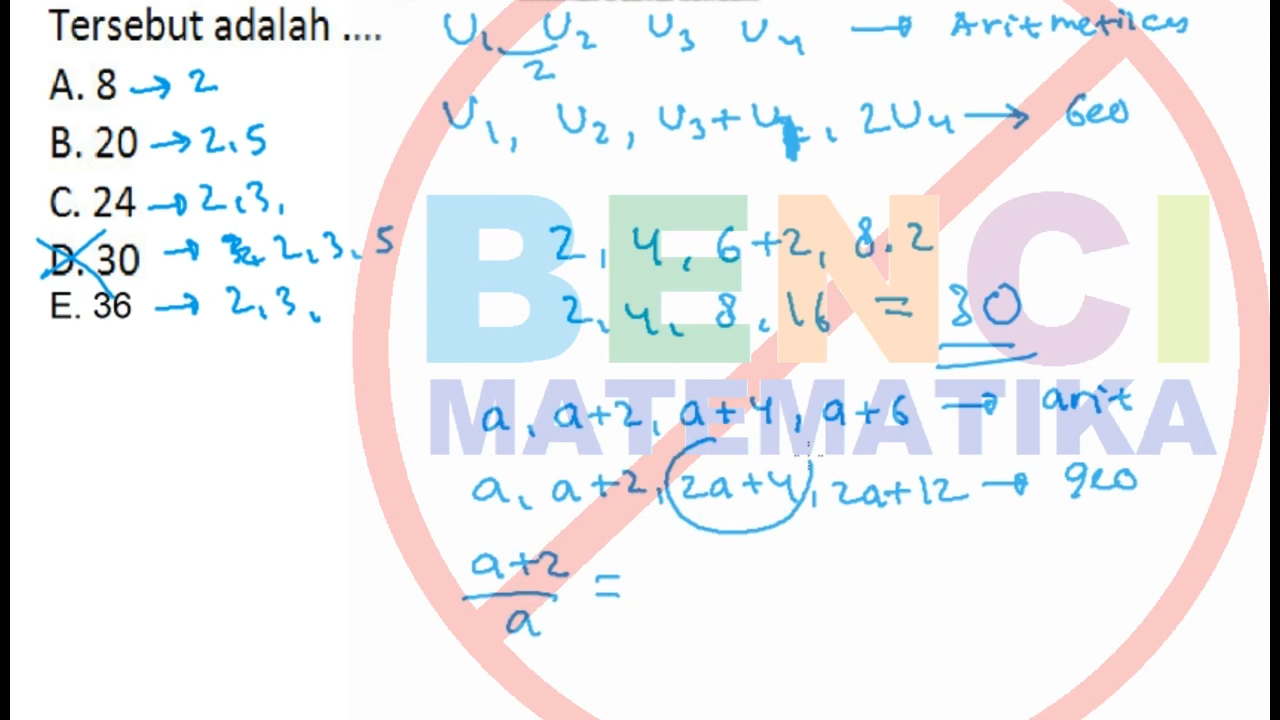 Tersebut adalah ....
A. 8 → 2
B. 20 → 2,5
C. 24 → 2,3,
D. 30 → 2,3,5
E. 36 → 2,3,
U₁ U₂ U₃ U₄ → Aritmetikas
2
U₁, U₂, U₃+U₁, 2U₄ → Geo
2, 4, 6+2, 8.2
2, 4, 8, 16 = 30
BENCI
MATEMATIKA
a, a+2, a+4, a+6 → arit
a, a+2, 2a+4, 2a+12 → geo
a+2
a =